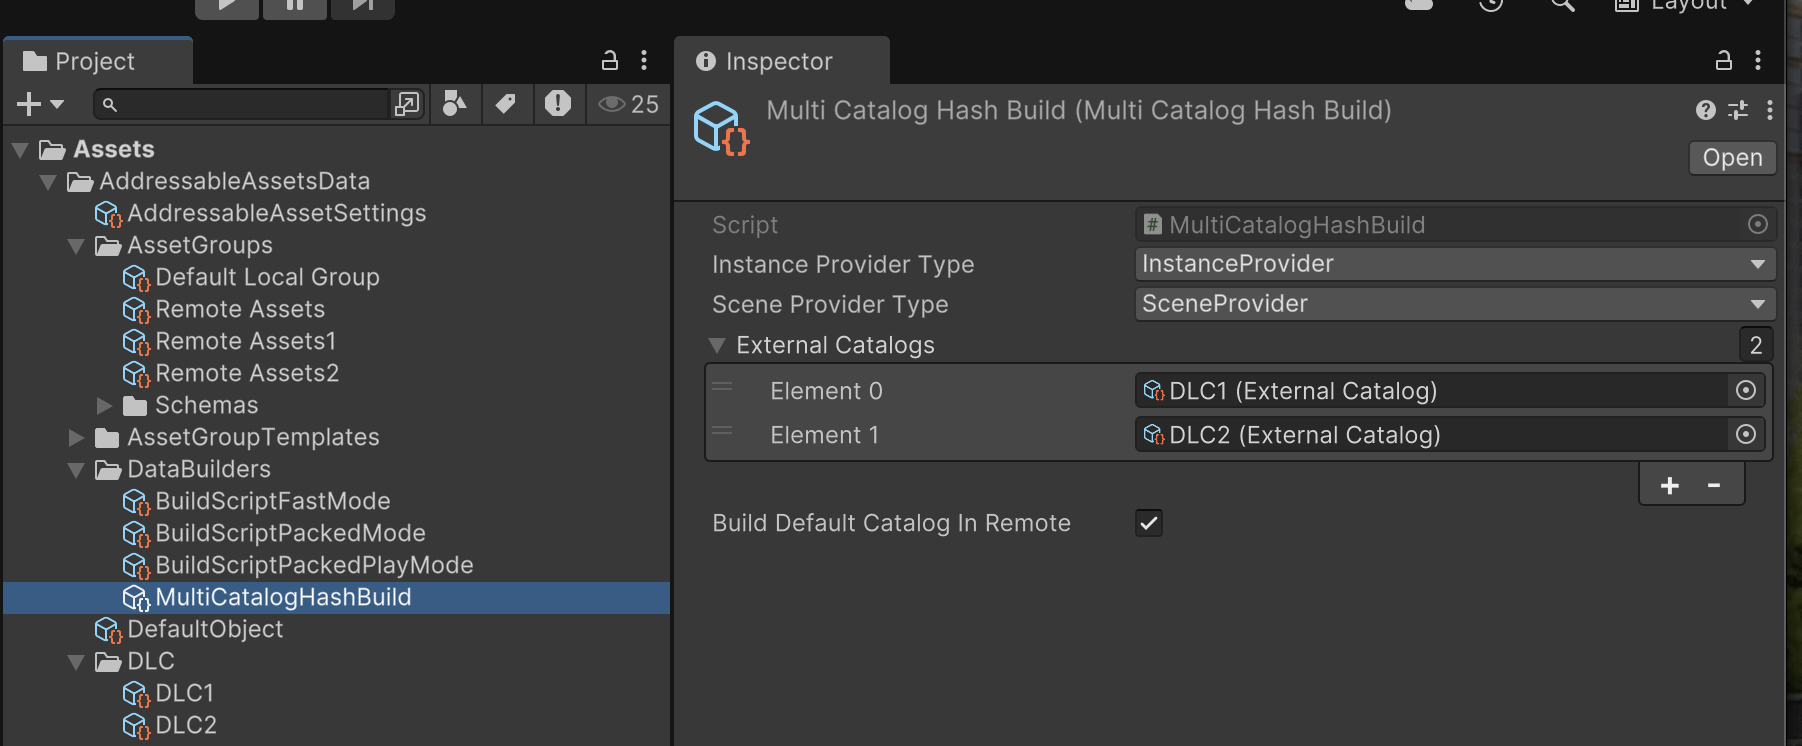 Layout
Project
25
Assets
AddressableAssetsData
AddressableAssetSettings
AssetGroups
Default Local Group
Remote Assets
Remote Assets1
Remote Assets2
Schemas
AssetGroupTemplates
DataBuilders
BuildScriptFastMode
BuildScriptPackedMode
BuildScriptPackedPlayMode
MultiCatalogHashBuild
DefaultObject
DLC
DLC1
DLC2
Inspector
Multi Catalog Hash Build (Multi Catalog Hash Build)
Open
Script MultiCatalogHashBuild
Instance Provider Type InstanceProvider
Scene Provider Type SceneProvider
External Catalogs 2
Element 0 DLC1 (External Catalog)
Element 1 DLC2 (External Catalog)
+ -
Build Default Catalog In Remote